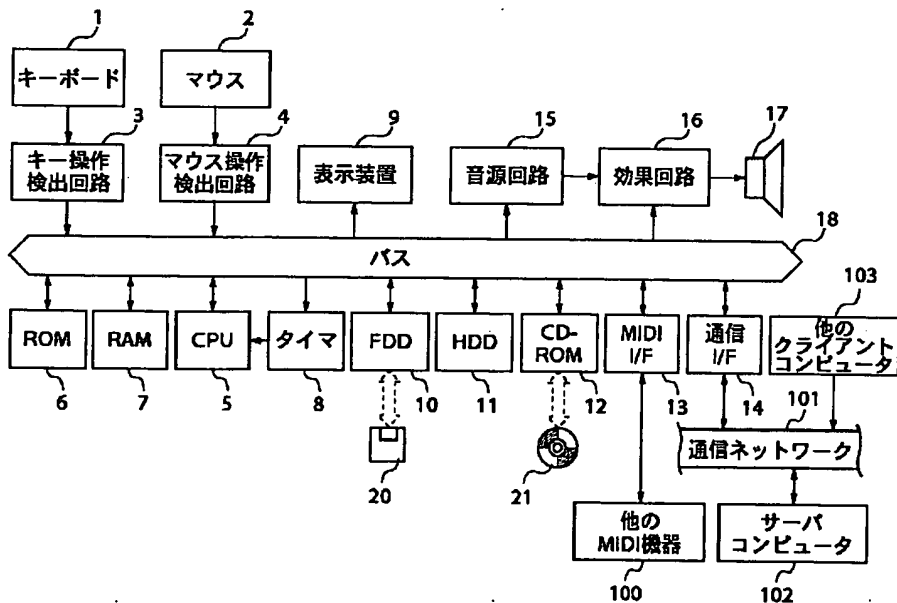 1
2
キーボード
マウス
3
4
9
15
16
17
キー操作
検出回路
マウス操作
検出回路
表示装置
音源回路
効果回路
18
バス
103
ROM
RAM
CPU
タイマ
FDD
HDD
CD-
ROM
MIDI
I/F
通信
I/F
他の
クライアント
コンピュータ
6
7
5
8
10
11
12
13
14
101
通信ネットワーク
20
21
他の
MIDI機器
サーバ
コンピュータ
100
102